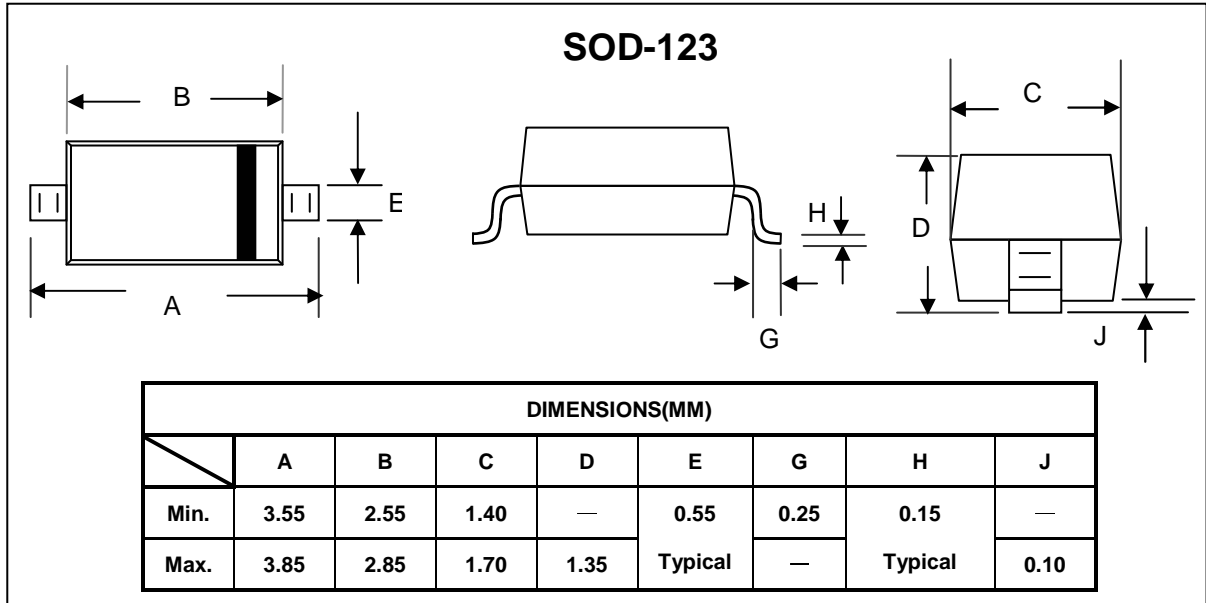 SOD-123
B
E
A
H
G
C
D
J
DIMENSIONS(MM)
A B C D E G H J
Min. 3.55 2.55 1.40 — 0.55 0.25 0.15 —
Max. 3.85 2.85 1.70 1.35 Typical — Typical 0.10